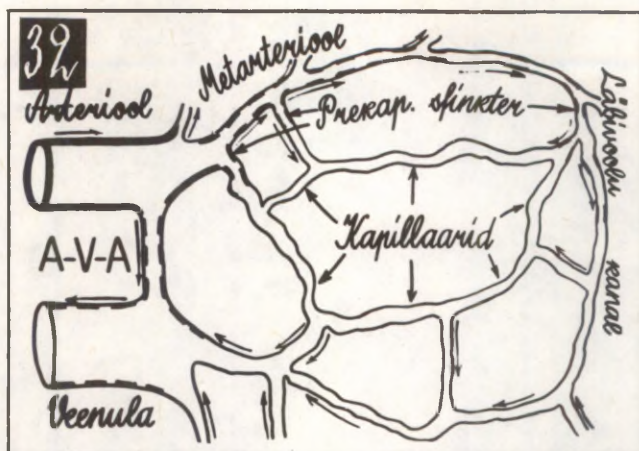 32
Metarteriool
Arteriool
Prekap. sfinkter
Läbivoolu kanal
A-V-A
Kapillaarid
Veenula